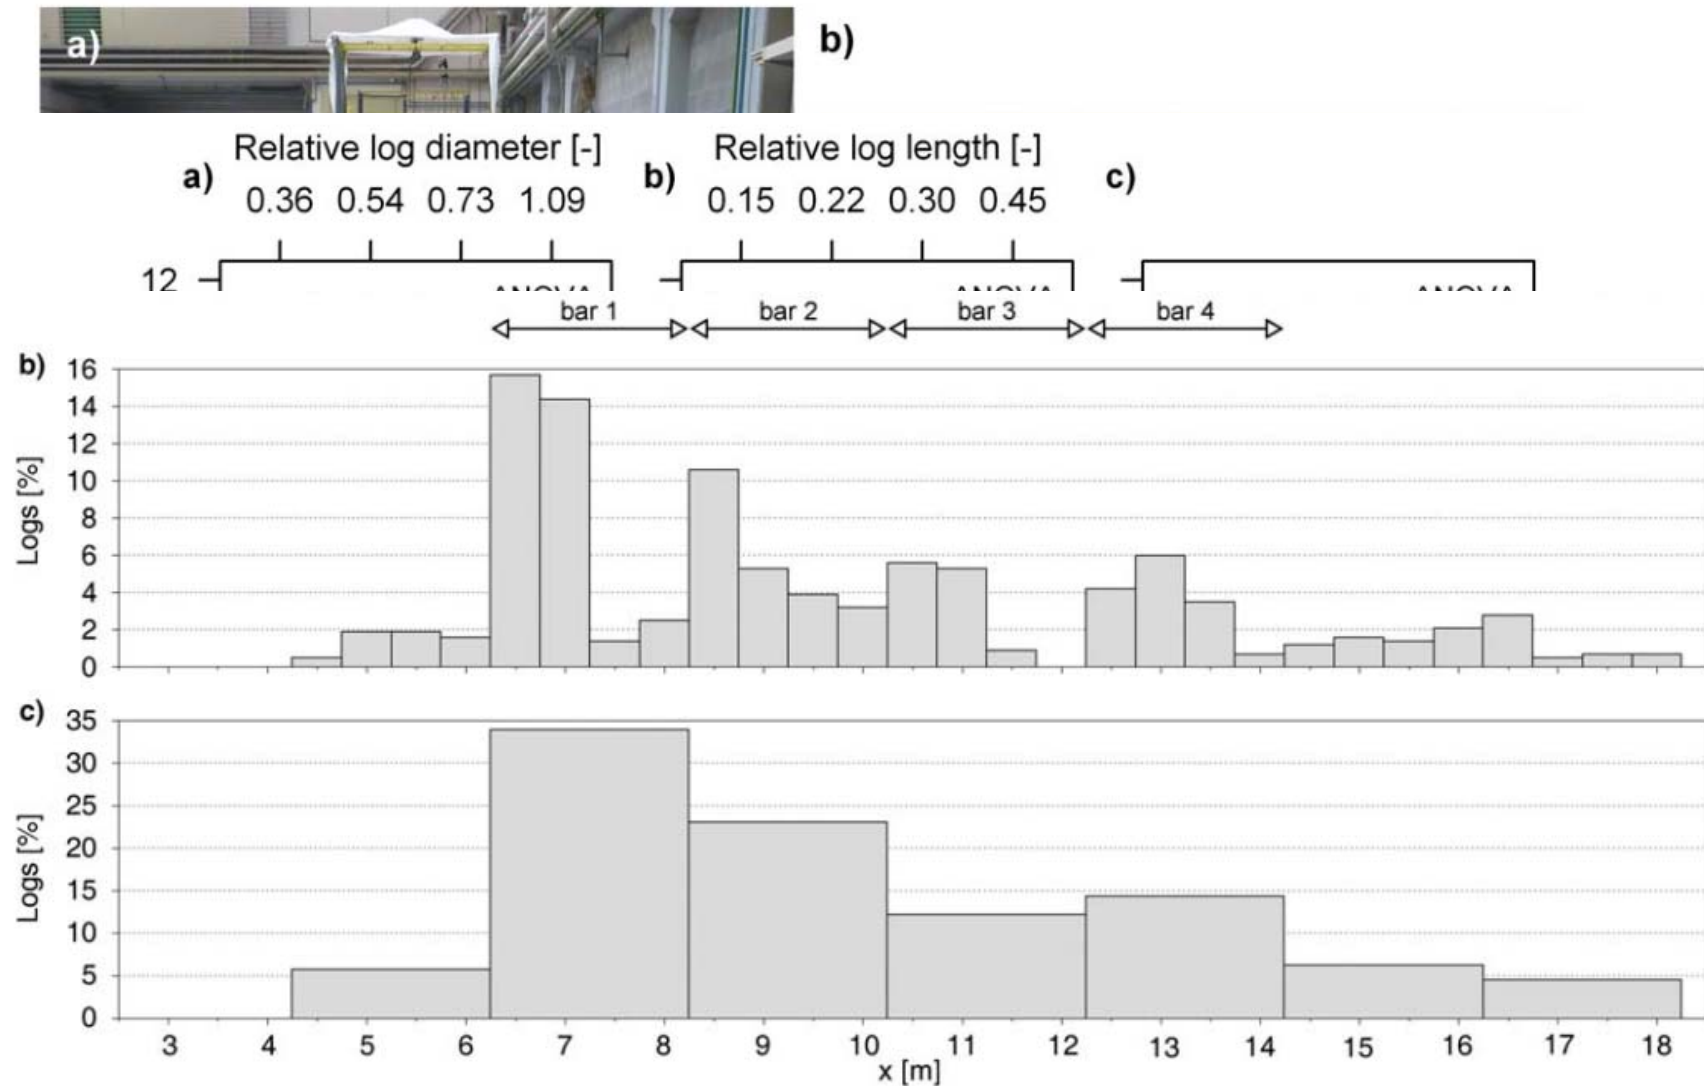 a)
b)
Relative log diameter [-]
Relative log length [-]
a)
b)
c)
0.36 0.54 0.73 1.09
0.15 0.22 0.30 0.45
12
ANOVA
ANOVA
ANOVA
bar 1
bar 2
bar 3
bar 4
b)
16
14
12
10
8
6
4
2
0
Logs [%]
c)
35
30
25
20
15
10
5
0
Logs [%]
3 4 5 6 7 8 9 10 11 12 13 14 15 16 17 18
x [m]